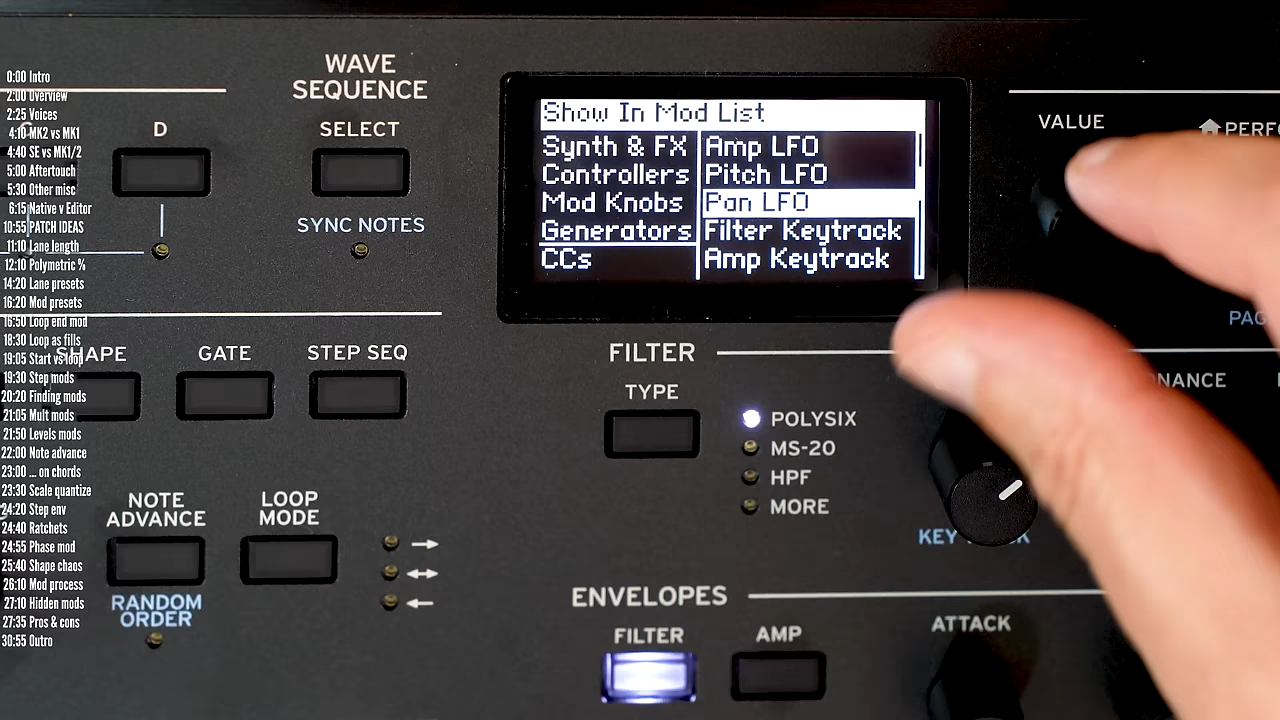 0:00 Intro
2:00 Overview
2:25 Voices
4:10 MK2 vs MK1
4:40 SE vs MK1/2
5:10 Aftertouch
5:30 Other misc
6:15 Native v Editor
10:55 PATCH IDEAS
11:10 Lane length
12:10 Polymetric %
14:20 Lane presets
16:20 Mod presets
16:50 Loop end mod
18:30 Loop as fills
19:05 Start vs loop
19:30 Step mods
20:20 Finding mods
21:05 Mult mods
21:50 Levels mods
22:00 Note advance
23:00 ... on chords
23:30 Scale quantize
24:20 Step env
24:40 Ratchets
24:55 Phase mod
25:40 Shape chaos
26:10 Mod process
27:10 Hidden mods
27:35 Pros & cons
30:55 Outro
WAVE
SEQUENCE
D
SELECT
SYNC NOTES
SHAPE
GATE
STEP SEQ
NOTE
ADVANCE
LOOP
MODE
RANDOM
ORDER
Show In Mod List
Synth & FX
Controllers
Mod Knobs
Generators
CCs
Amp LFO
Pitch LFO
Pan LFO
Filter Keytrack
Amp Keytrack
VALUE
FILTER
TYPE
POLYSIX
MS-20
HPF
MORE
KEY
ENVELOPES
FILTER
AMP
ATTACK